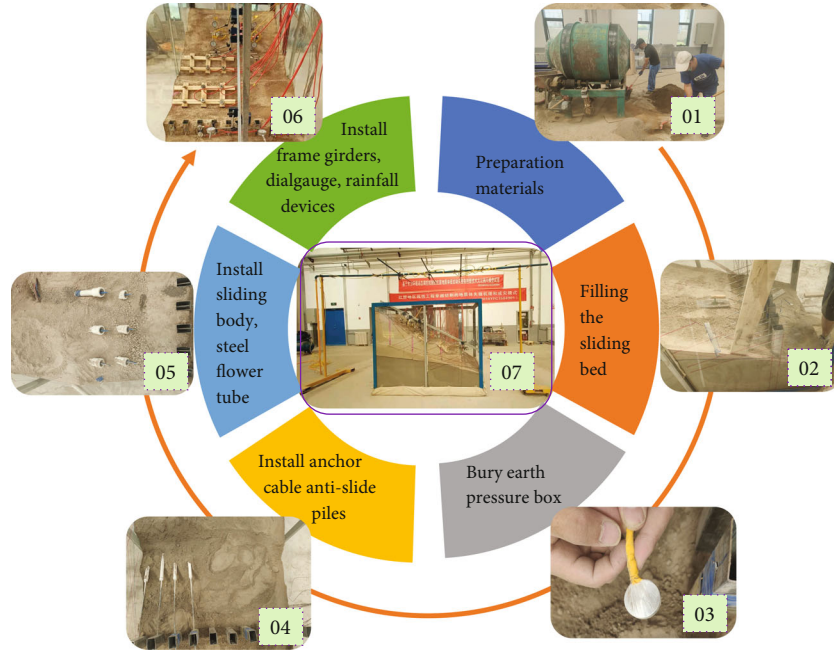 01
Preparation
materials
02
Filling
the
sliding
bed
03
Bury earth
pressure box
04
Install anchor
cable anti-slide
piles
05
Install
sliding
body,
steel
flower
tube
06
Install
frame girders,
dialgauge, rainfall
devices
07